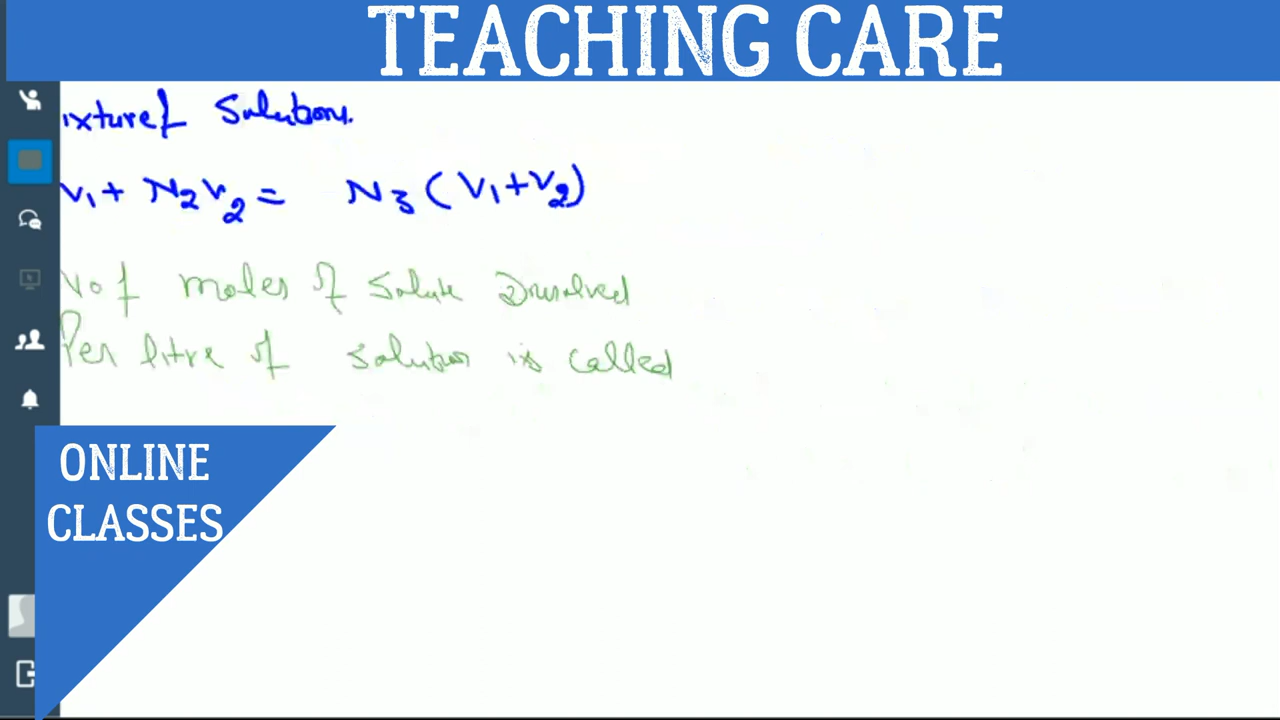 TEACHING CARE
ixture of Solutions.
V₁ + N₂V₂ = N₃ (V₁+V₂)
No of moles of Solute Dissolved
Per litre of solution is called
ONLINE
CLASSES